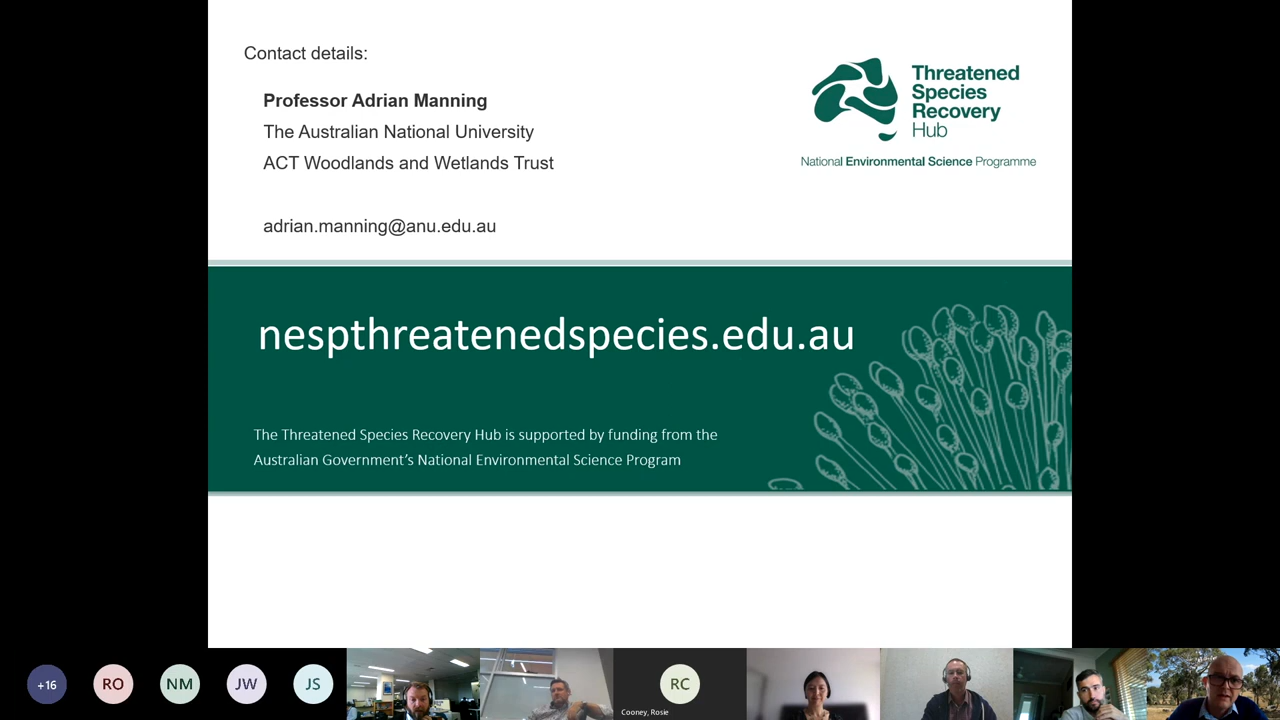 Contact details:
Professor Adrian Manning
The Australian National University
ACT Woodlands and Wetlands Trust
adrian.manning@anu.edu.au
Threatened
Species
Recovery
Hub
National Environmental Science Programme
nespthreatenedspecies.edu.au
The Threatened Species Recovery Hub is supported by funding from the
Australian Government’s National Environmental Science Program
+16
RO
NM
JW
JS
RC
Cooney, Rosie